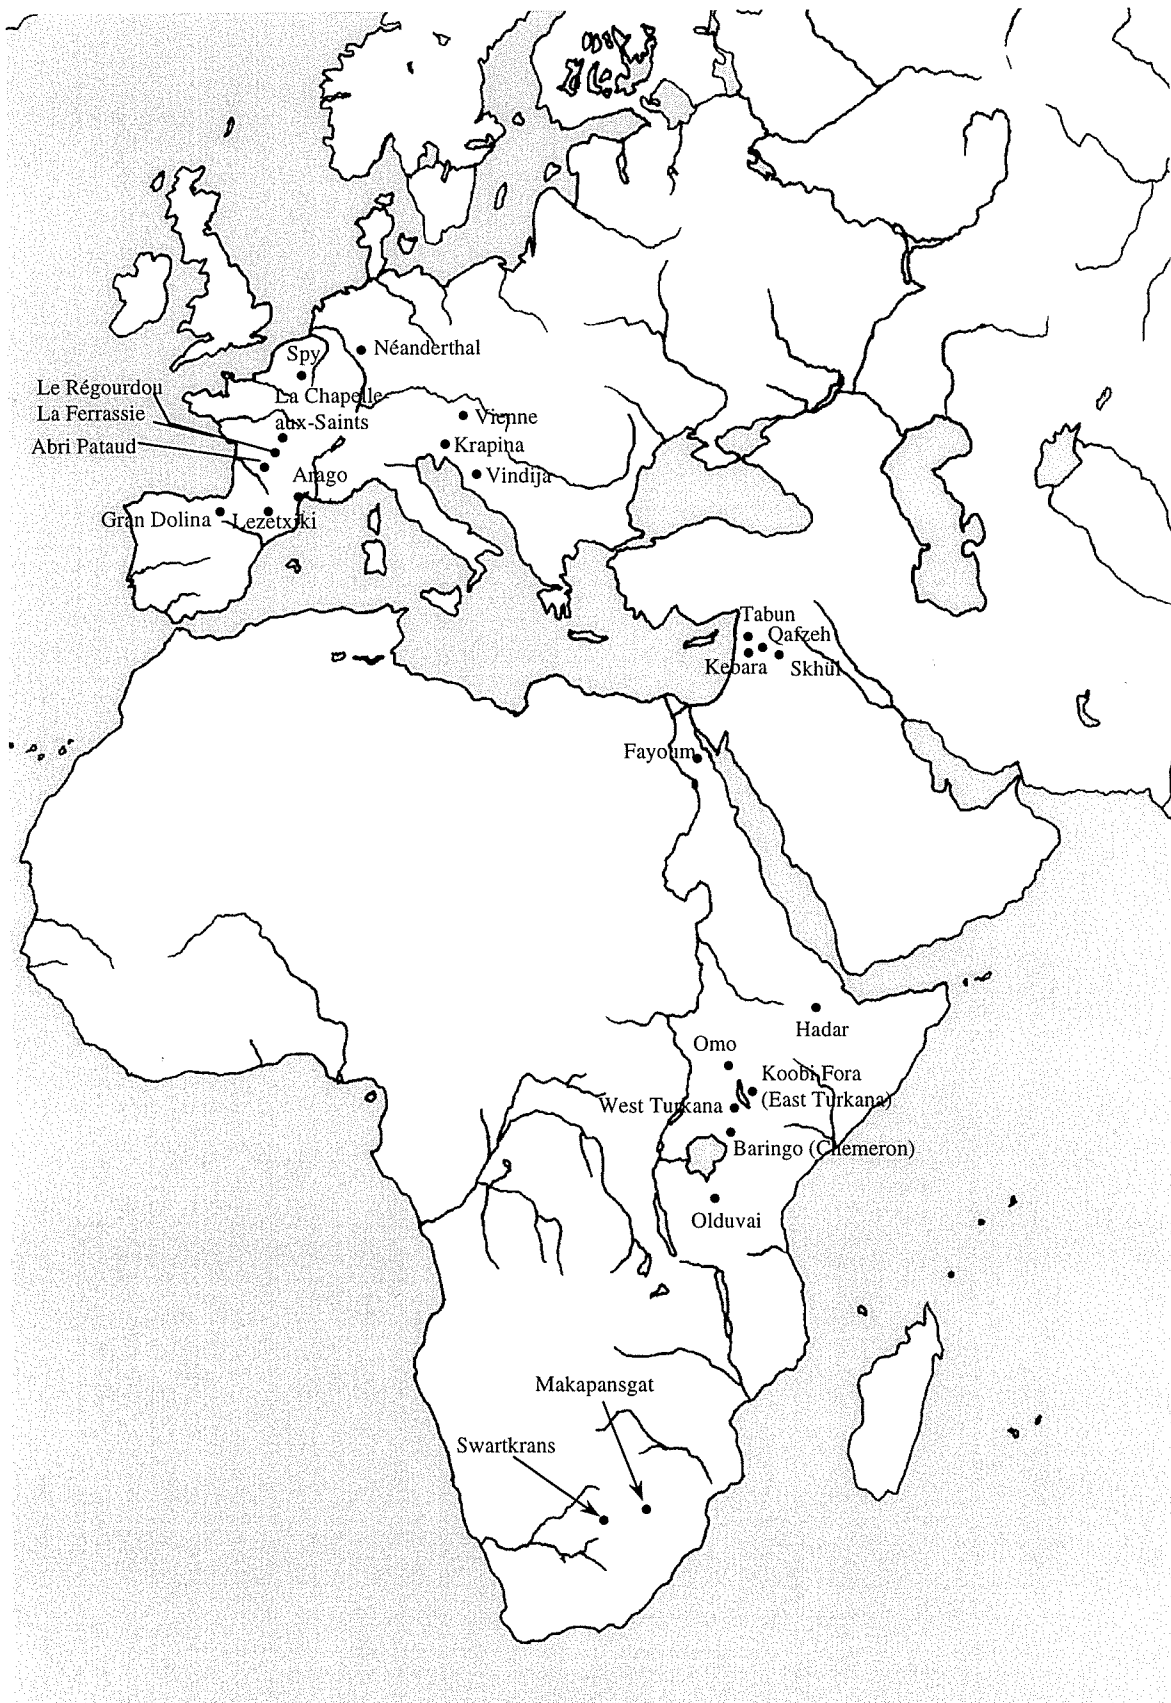 Spy
Néanderthal
Le Régourdou
La Chapelle-
La Ferrassie
aux-Saints
Vienne
Abri Pataud
Krapina
Arago
Vindija
Gran Dolina
Lezetxiki
Tabun
Qafzeh
Kebara
Skhul
Fayoum
Hadar
Omo
Koobi Fora
(East Turkana)
West Turkana
Baringo (Chemeron)
Olduvai
Makapansgat
Swartkrans